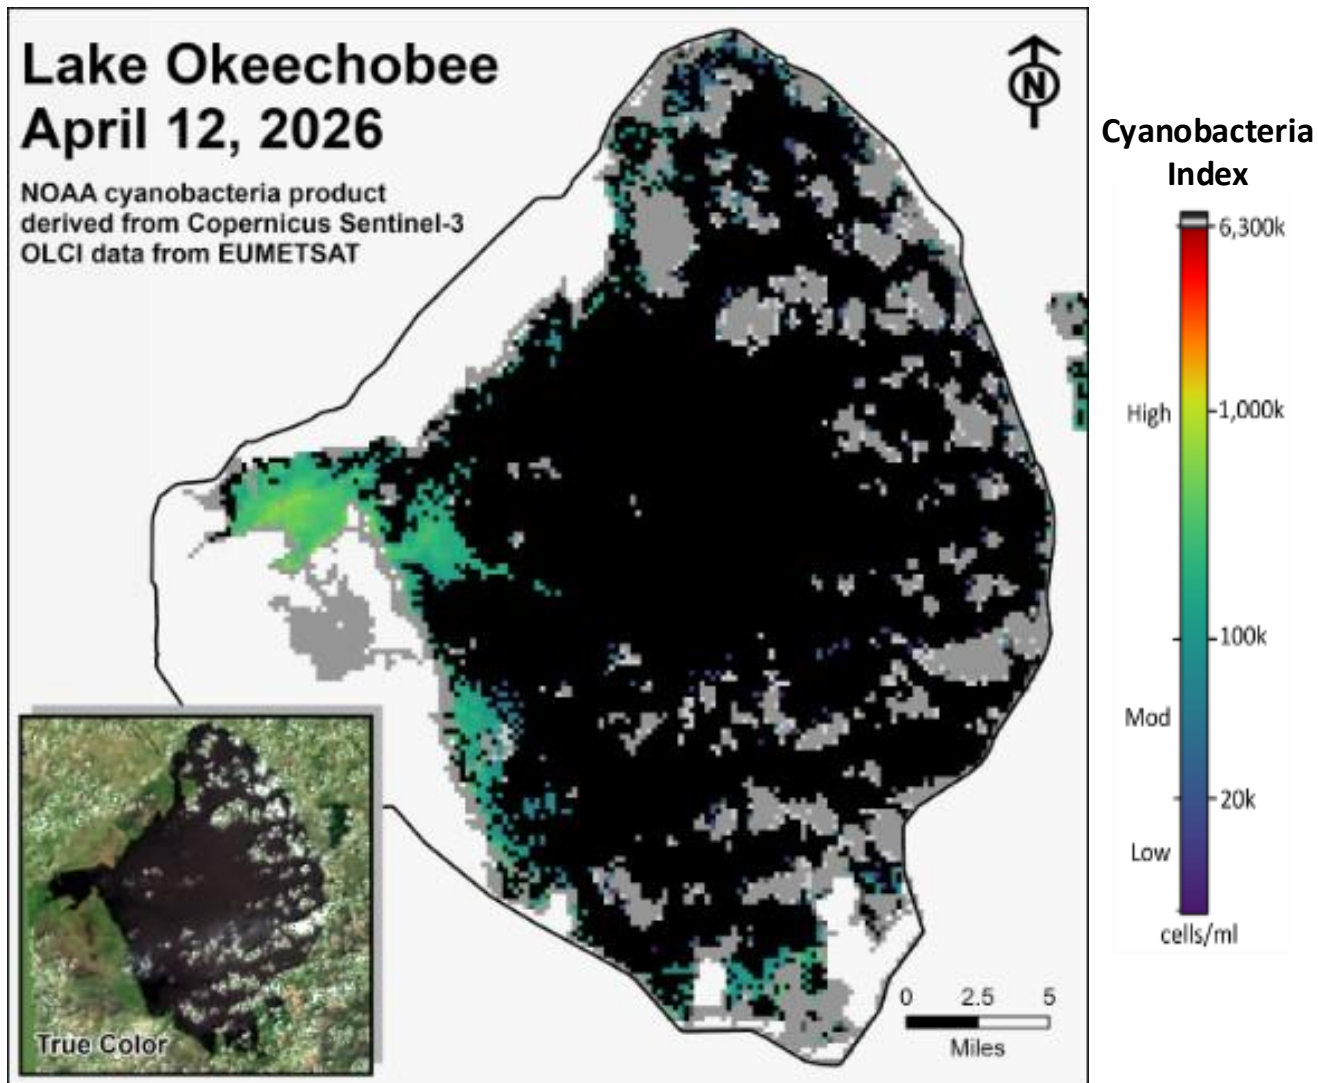 Lake Okeechobee
April 12, 2026
NOAA cyanobacteria product
derived from Copernicus Sentinel-3
OLCI data from EUMETSAT
N
Cyanobacteria
Index
6,300k
High
1,000k
100k
Mod
20k
Low
cells/ml
True Color
0 2.5 5
Miles